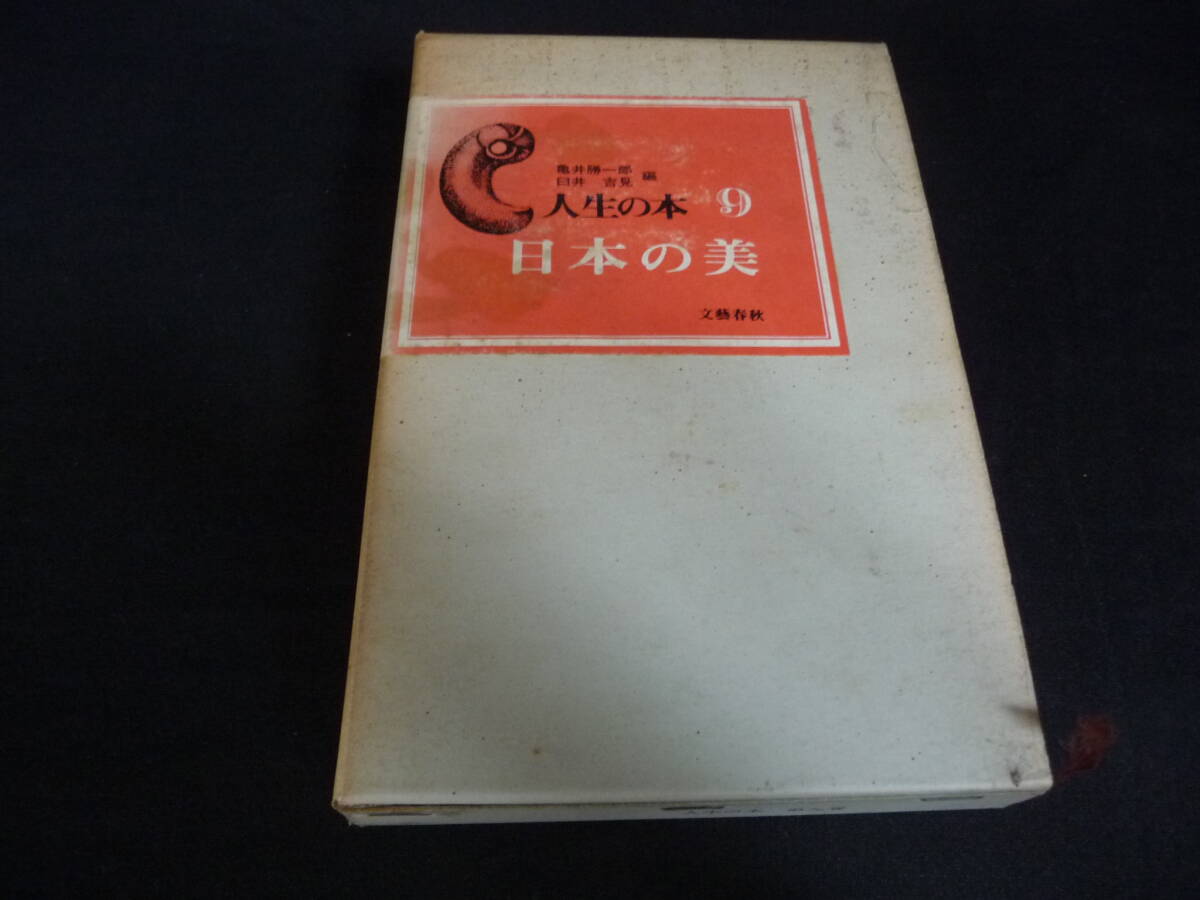 亀井勝一郎
臼井 吉見 編
人生の本 9
日本の美
文藝春秋